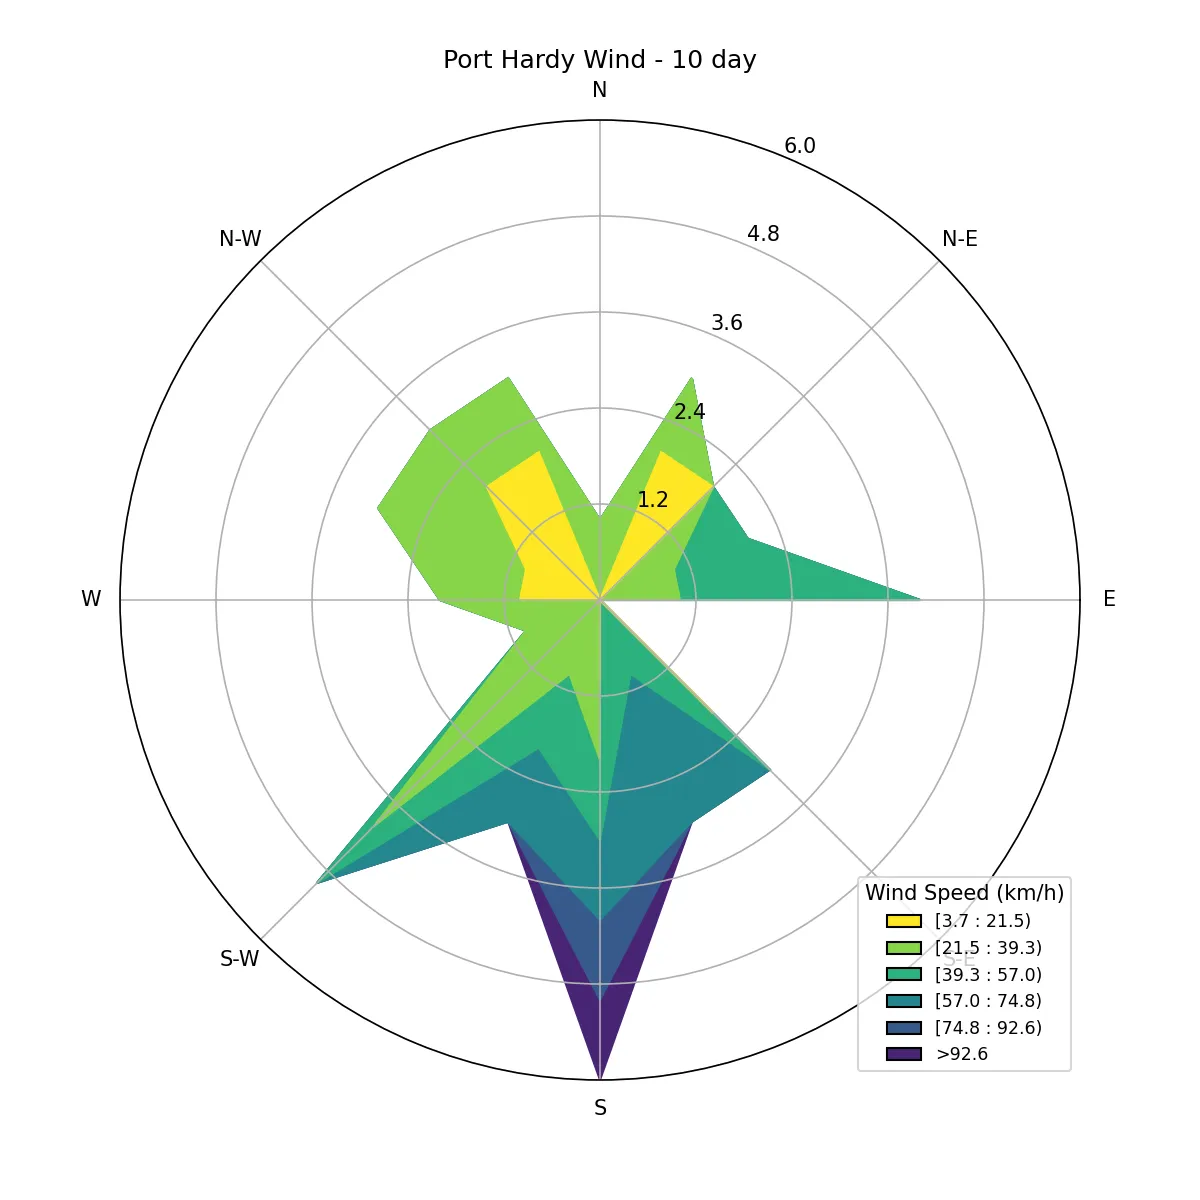 Port Hardy Wind - 10 day
N
6.0
N-W
N-E
4.8
3.6
2.4
1.2
W
E
S-W
S-E
S
Wind Speed (km/h)
[3.7 : 21.5)
[21.5 : 39.3)
[39.3 : 57.0)
[57.0 : 74.8)
[74.8 : 92.6)
>92.6